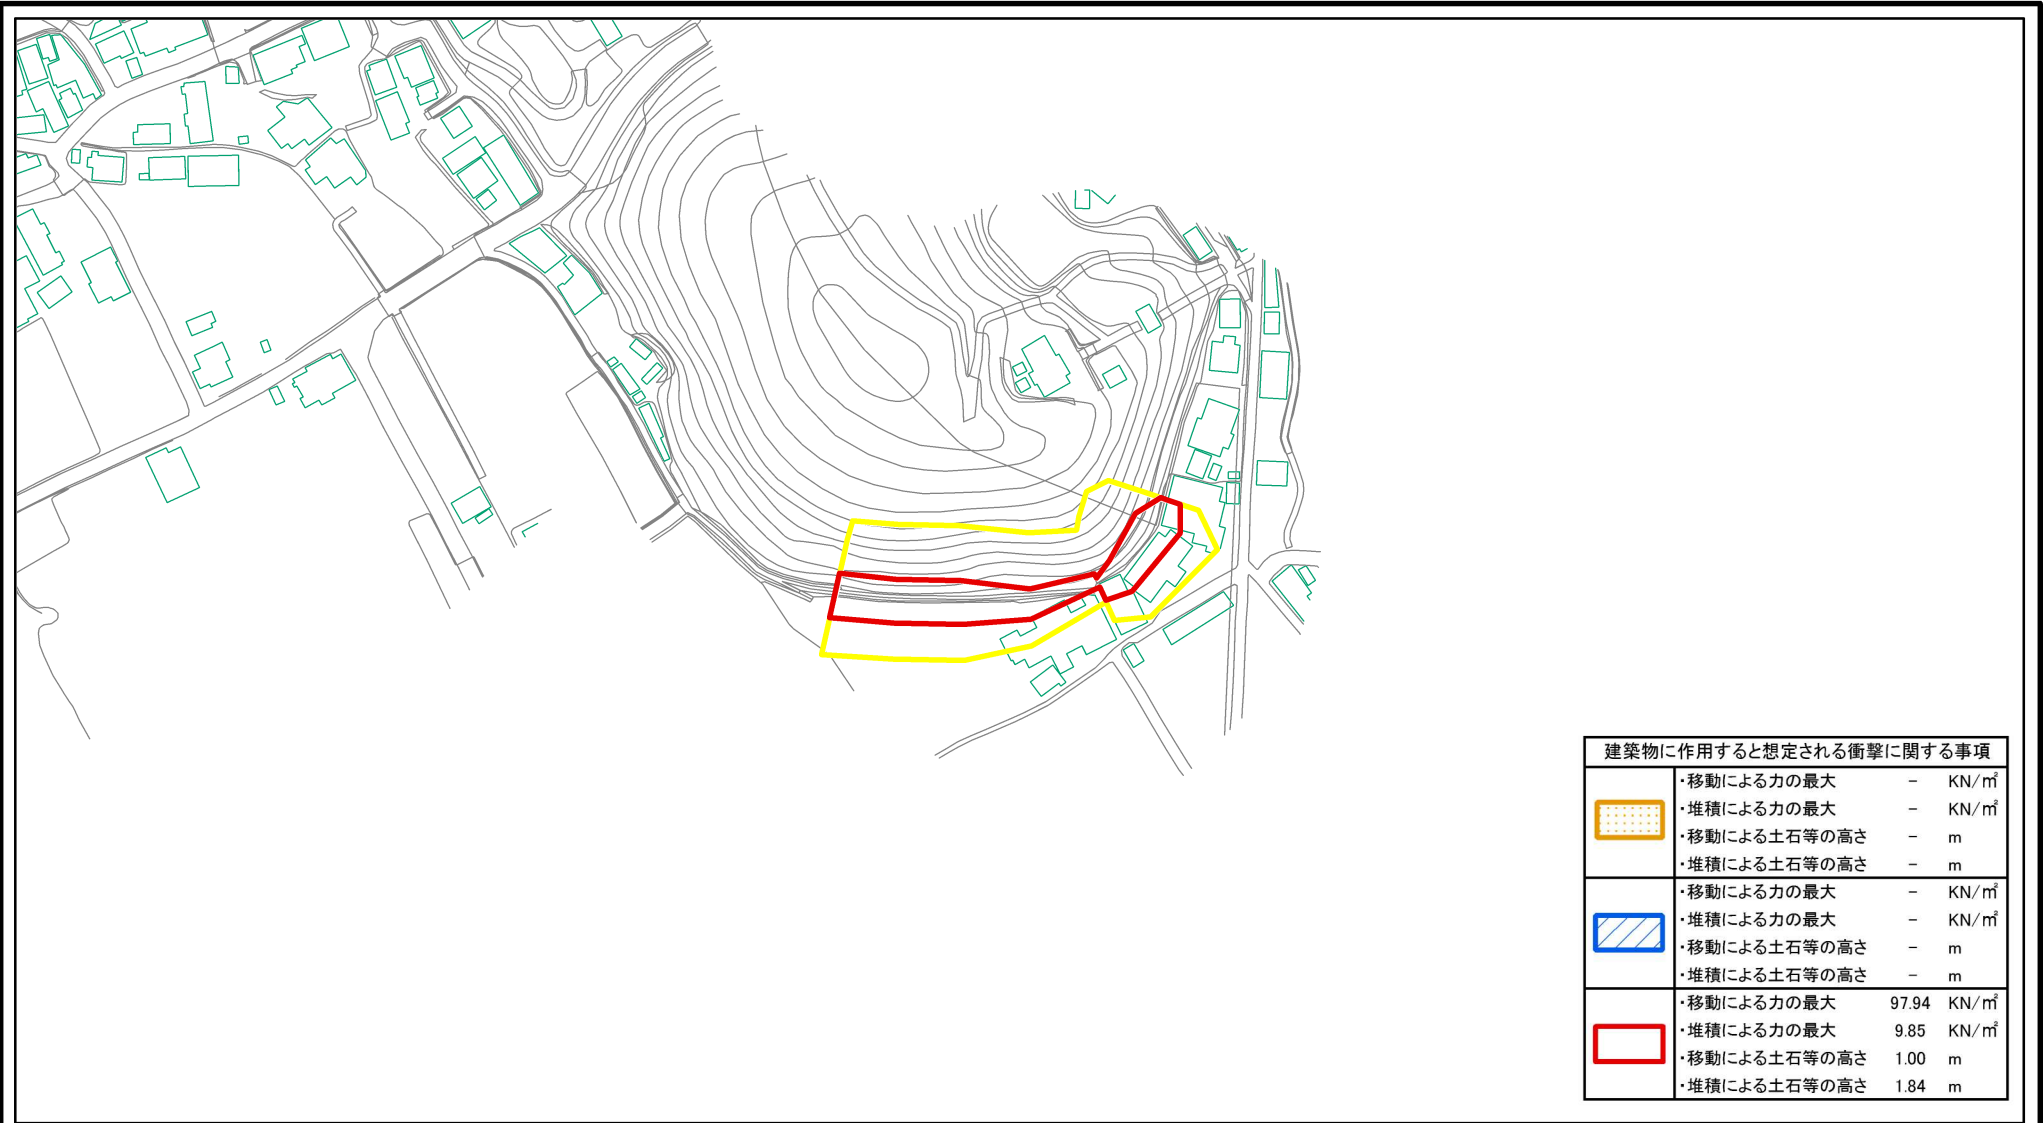 建築物に作用すると想定される衝撃に関する事項
・移動による力の最大 - KN/㎡
・堆積による力の最大 - KN/㎡
・移動による土石等の高さ - m
・堆積による土石等の高さ - m
・移動による力の最大 - KN/㎡
・堆積による力の最大 - KN/㎡
・移動による土石等の高さ - m
・堆積による土石等の高さ - m
・移動による力の最大 97.94 KN/㎡
・堆積による力の最大 9.85 KN/㎡
・移動による土石等の高さ 1.00 m
・堆積による土石等の高さ 1.84 m